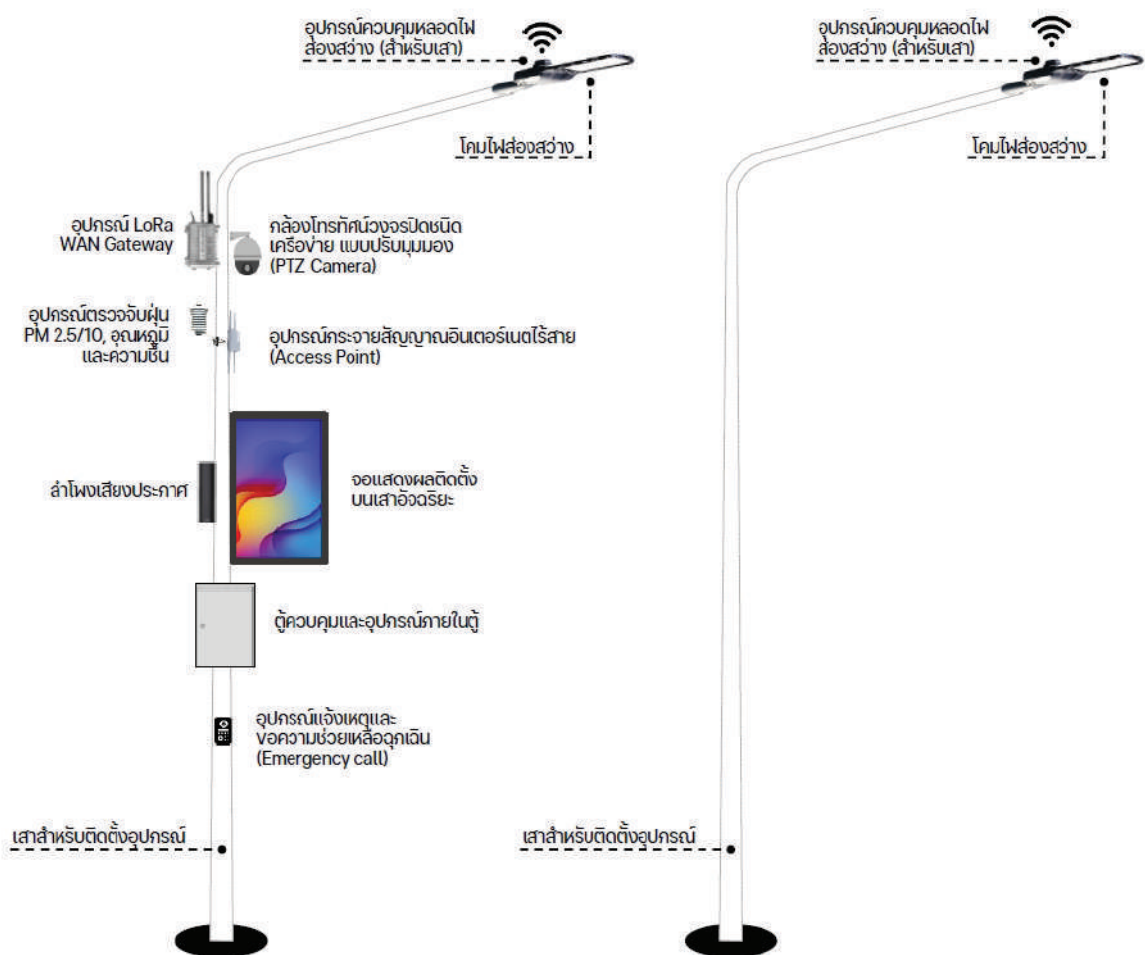 อุปกรณ์ควบคุมหลอดไฟ
ส่องสว่าง (สำหรับเสา)
โคมไฟส่องสว่าง
อุปกรณ์ LoRa
WAN Gateway
กล้องโทรทัศน์วงจรปิดชนิด
เครือข่าย แบบปรับมุมมอง
(PTZ Camera)
อุปกรณ์ตรวจจับฝุ่น
PM 2.5/10, อุณหภูมิ
และความชื้น
อุปกรณ์กระจายสัญญาณอินเตอร์เนตไร้สาย
(Access Point)
ลำโพงเสียงประกาศ
จอแสดงผลติดตั้ง
บนเสาอัจฉริยะ
ตู้ควบคุมและอุปกรณ์ภายในตู้
อุปกรณ์แจ้งเหตุและ
ขอความช่วยเหลือฉุกเฉิน
(Emergency call)
เสาสำหรับติดตั้งอุปกรณ์
อุปกรณ์ควบคุมหลอดไฟ
ส่องสว่าง (สำหรับเสา)
โคมไฟส่องสว่าง
เสาสำหรับติดตั้งอุปกรณ์